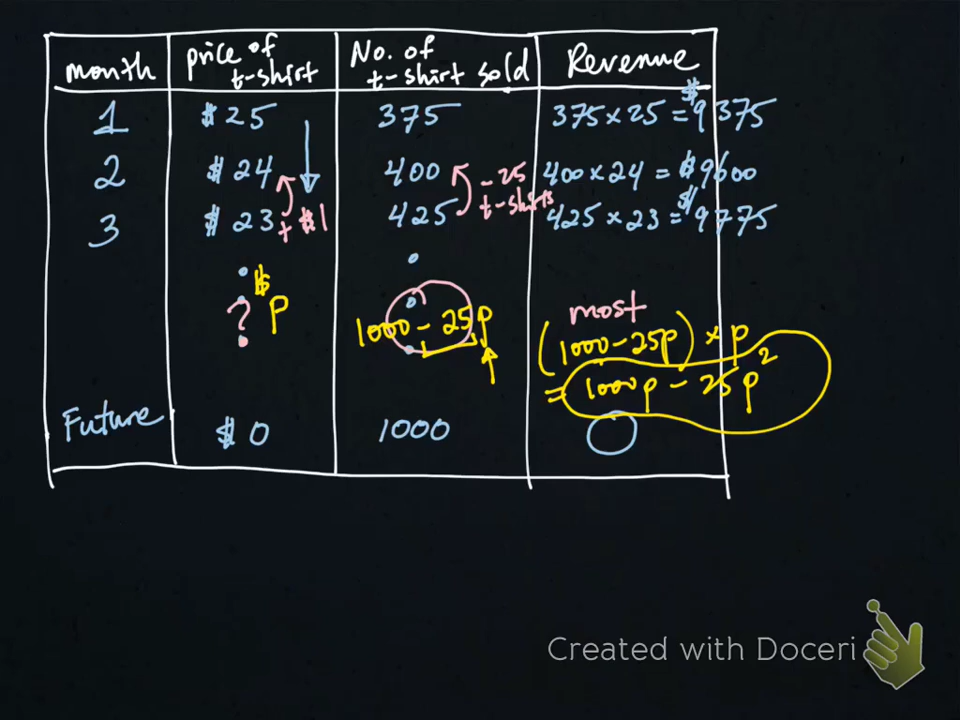 month price of t-shirt No. of t-shirt sold Revenue
1 $25 375 375 × 25 = $9375
2 $24 400 - 25 t-shirts 400 × 24 = $9600
3 $23 + $1 425 425 × 23 = $9775
? $p 1000 - 25p most
(1000 - 25p) × p
= 1000p - 25p²
Future $0 1000 0
Created with Doceri